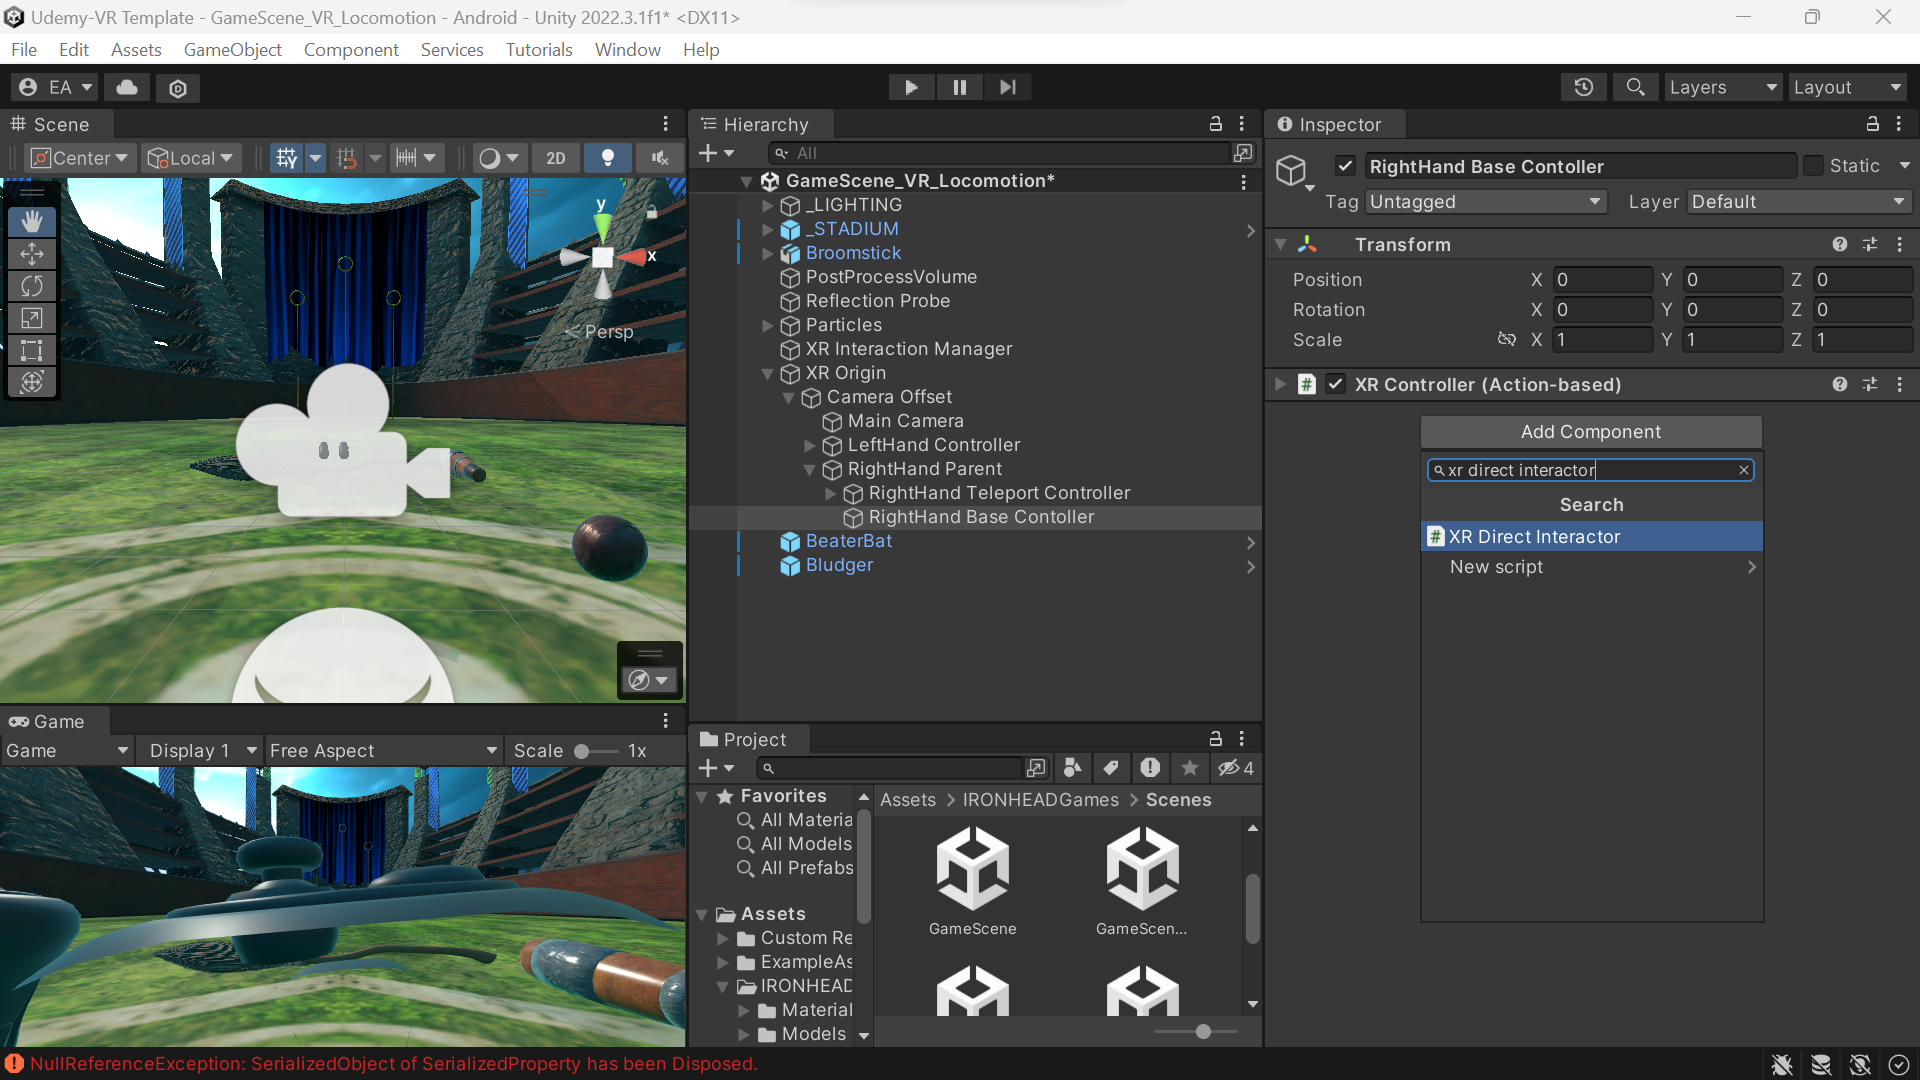 Udemy-VR Template - GameScene_VR_Locomotion - Android - Unity 2022.3.1f1* <DX11>
File Edit Assets GameObject Component Services Tutorials Window Help
EA
Layers Layout
Scene
Center Local 2D
y
x
Persp
Game
Game Display 1 Free Aspect Scale 1x
Hierarchy
All
GameScene_VR_Locomotion*
_LIGHTING
_STADIUM
Broomstick
PostProcessVolume
Reflection Probe
Particles
XR Interaction Manager
XR Origin
Camera Offset
Main Camera
LeftHand Controller
RightHand Parent
RightHand Teleport Controller
RightHand Base Contoller
BeaterBat
Bludger
Project
4
Favorites
All Materia
All Models
All Prefabs
Assets
Custom Re
ExampleAs
IRONHEAD
Material
Models
Assets > IRONHEADGames > Scenes
GameScene GameScen...
Inspector
RightHand Base Contoller Static
Tag Untagged Layer Default
Transform
Position X 0 Y 0 Z 0
Rotation X 0 Y 0 Z 0
Scale X 1 Y 1 Z 1
# XR Controller (Action-based)
Add Component
xr direct interactor
Search
# XR Direct Interactor
New script
NullReferenceException: SerializedObject of SerializedProperty has been Disposed.